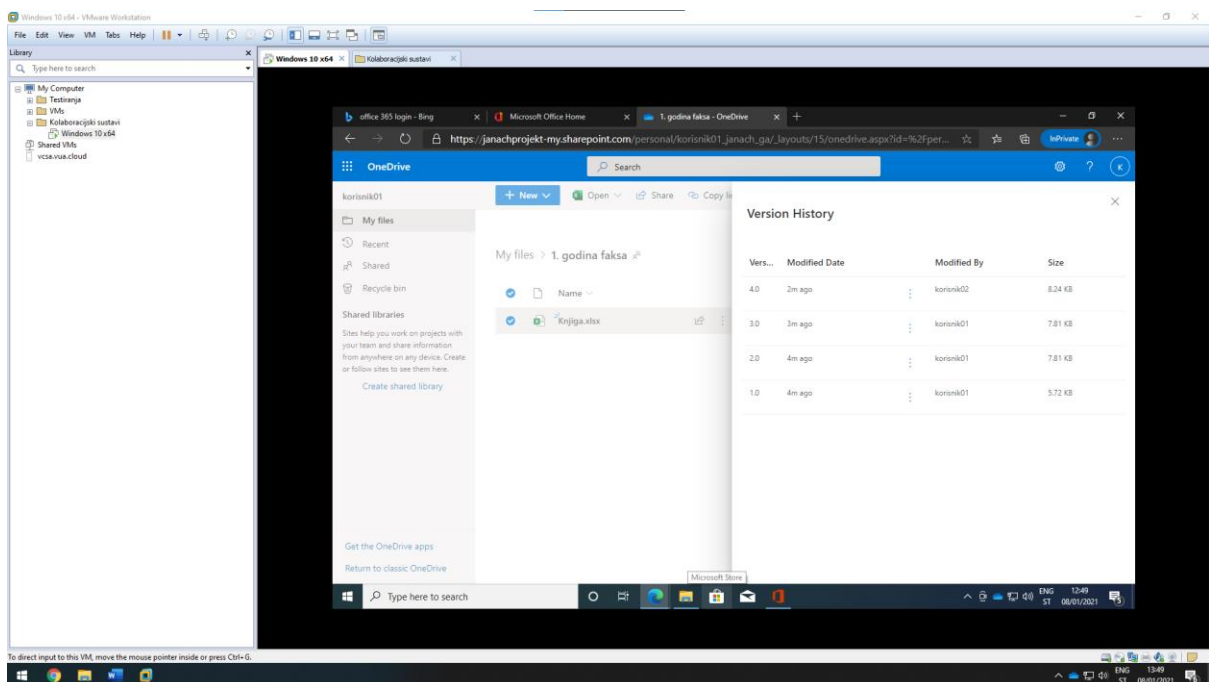 Windows 10 x64 - VMware Workstation
File Edit View VM Tabs Help
Library
Type here to search
My Computer
Testiranja
VMs
Kolaboracijski sustavi
Windows 10 x64
Shared VMs
vcsa.vua.cloud
Windows 10 x64 Kolaboracijski sustavi
office 365 login - Bing Microsoft Office Home 1. godina faksa - OneDrive
https://janachprojekt-my.sharepoint.com/personal/korisnik01_janach_ga/_layouts/15/onedrive.aspx?id=%2Fper... InPrivate
OneDrive Search K
korisnik01
My files
Recent
Shared
Recycle bin
Shared libraries
Sites help you work on projects with
your team and share information
from anywhere on any device. Create
or follow sites to see them here.
Create shared library
Get the OneDrive apps
Return to classic OneDrive
New Open Share Copy
My files > 1. godina faksa
Name
Knjiga.xlsx
Version History
Vers... Modified Date Modified By Size
4.0 2m ago korisnik02 8.24 KB
3.0 3m ago korisnik01 7.81 KB
2.0 4m ago korisnik01 7.81 KB
1.0 4m ago korisnik01 5.72 KB
Microsoft Store
Type here to search
ENG 12:49
ST 08/01/2021
To direct input to this VM, move the mouse pointer inside or press Ctrl+G.
ENG 13:49
ST 08/01/2021